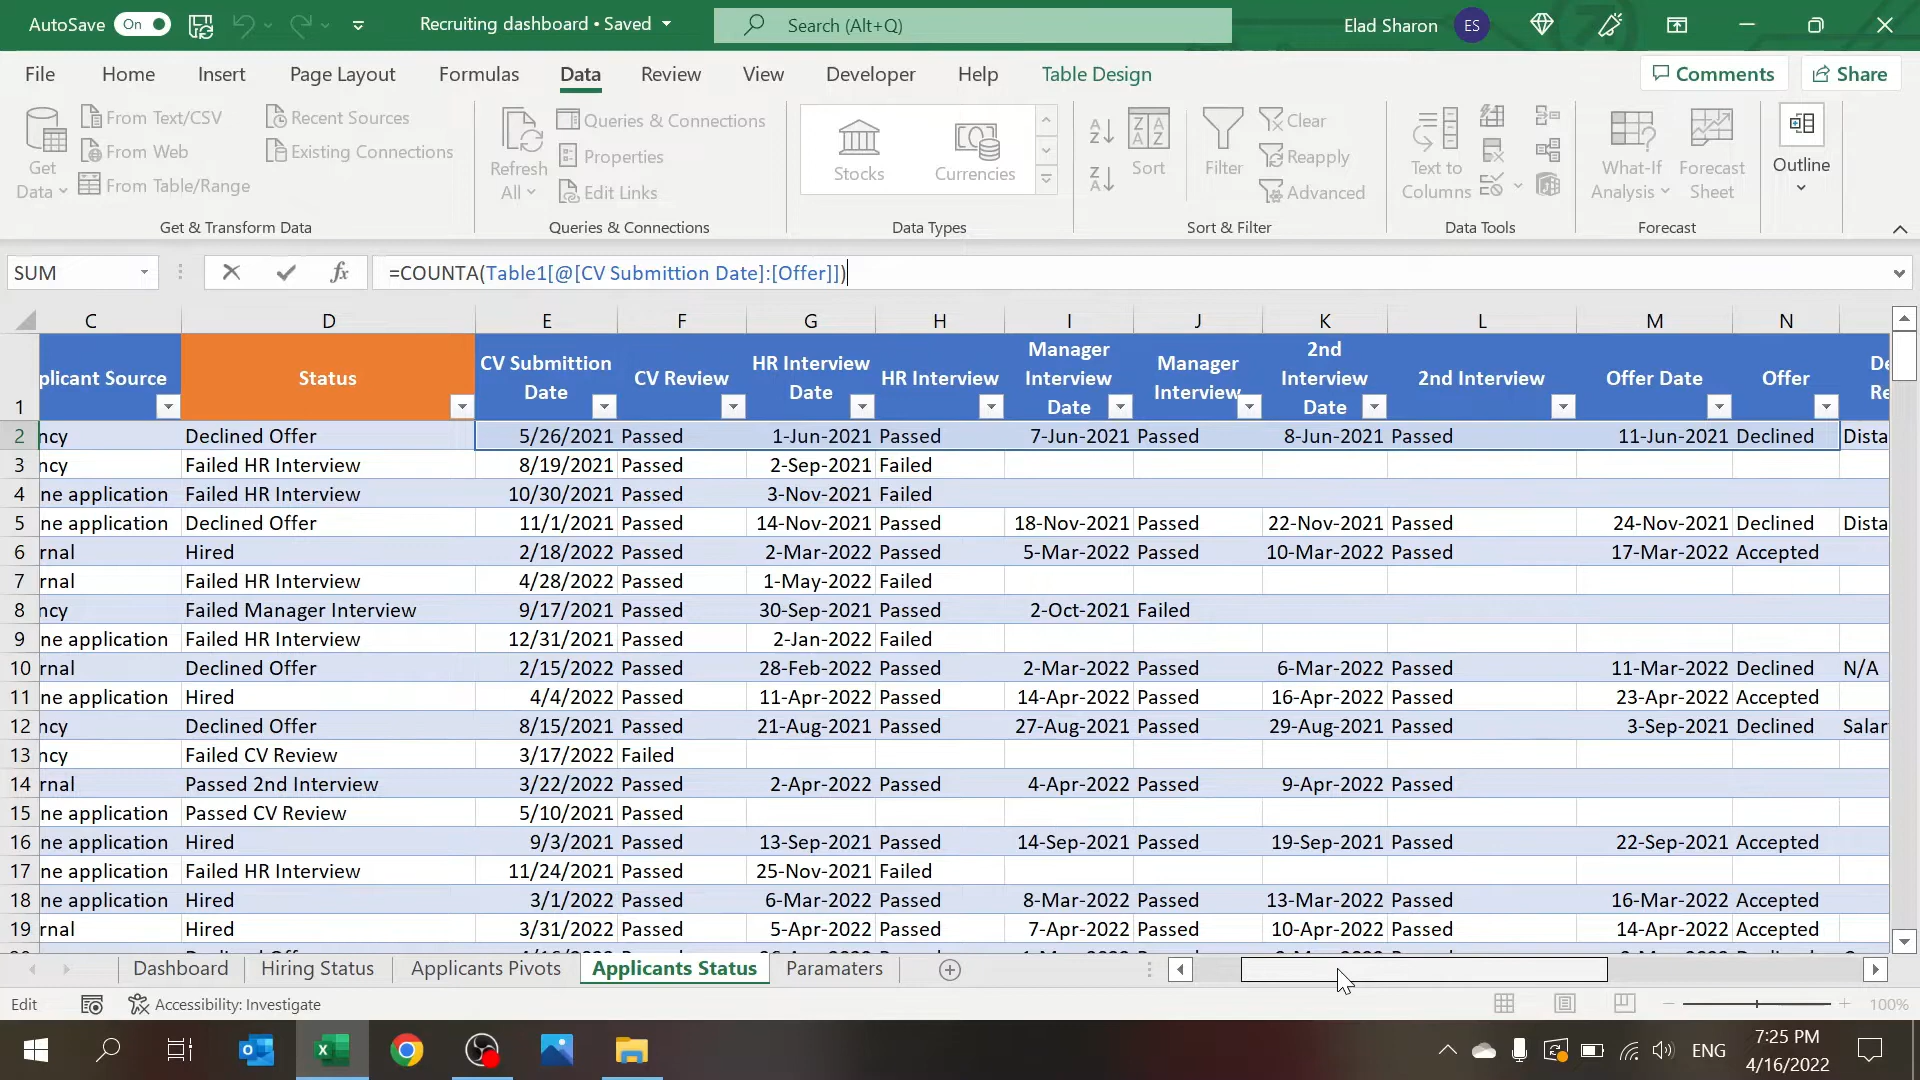 AutoSave On Recruiting dashboard • Saved Search (Alt+Q) Elad Sharon ES
File Home Insert Page Layout Formulas Data Review View Developer Help Table Design Comments Share
Get Data
From Text/CSV
From Web
From Table/Range
Recent Sources
Existing Connections
Get & Transform Data
Refresh All
Queries & Connections
Properties
Edit Links
Queries & Connections
Stocks Currencies
Data Types
Sort
Filter
Clear
Reapply
Advanced
Sort & Filter
Text to Columns
Data Tools
What-If Analysis
Forecast Sheet
Forecast
Outline
SUM fx =COUNTA(Table1[@[CV Submittion Date]:[Offer]])
C D E F G H I J K L M N
1 plicant Source Status CV Submittion Date CV Review HR Interview Date HR Interview Manager Interview Date Manager Interview 2nd Interview Date 2nd Interview Offer Date Offer De Re
2 ncy Declined Offer 5/26/2021 Passed 1-Jun-2021 Passed 7-Jun-2021 Passed 8-Jun-2021 Passed 11-Jun-2021 Declined Dista
3 ncy Failed HR Interview 8/19/2021 Passed 2-Sep-2021 Failed
4 ne application Failed HR Interview 10/30/2021 Passed 3-Nov-2021 Failed
5 ne application Declined Offer 11/1/2021 Passed 14-Nov-2021 Passed 18-Nov-2021 Passed 22-Nov-2021 Passed 24-Nov-2021 Declined Dista
6 rnal Hired 2/18/2022 Passed 2-Mar-2022 Passed 5-Mar-2022 Passed 10-Mar-2022 Passed 17-Mar-2022 Accepted
7 rnal Failed HR Interview 4/28/2022 Passed 1-May-2022 Failed
8 ncy Failed Manager Interview 9/17/2021 Passed 30-Sep-2021 Passed 2-Oct-2021 Failed
9 ne application Failed HR Interview 12/31/2021 Passed 2-Jan-2022 Failed
10 rnal Declined Offer 2/15/2022 Passed 28-Feb-2022 Passed 2-Mar-2022 Passed 6-Mar-2022 Passed 11-Mar-2022 Declined N/A
11 ne application Hired 4/4/2022 Passed 11-Apr-2022 Passed 14-Apr-2022 Passed 16-Apr-2022 Passed 23-Apr-2022 Accepted
12 ncy Declined Offer 8/15/2021 Passed 21-Aug-2021 Passed 27-Aug-2021 Passed 29-Aug-2021 Passed 3-Sep-2021 Declined Salar
13 ncy Failed CV Review 3/17/2022 Failed
14 rnal Passed 2nd Interview 3/22/2022 Passed 2-Apr-2022 Passed 4-Apr-2022 Passed 9-Apr-2022 Passed
15 ne application Passed CV Review 5/10/2021 Passed
16 ne application Hired 9/3/2021 Passed 13-Sep-2021 Passed 14-Sep-2021 Passed 19-Sep-2021 Passed 22-Sep-2021 Accepted
17 ne application Failed HR Interview 11/24/2021 Passed 25-Nov-2021 Failed
18 ne application Hired 3/1/2022 Passed 6-Mar-2022 Passed 8-Mar-2022 Passed 13-Mar-2022 Passed 16-Mar-2022 Accepted
19 rnal Hired 3/31/2022 Passed 5-Apr-2022 Passed 7-Apr-2022 Passed 10-Apr-2022 Passed 14-Apr-2022 Accepted
Dashboard Hiring Status Applicants Pivots Applicants Status Paramaters
Edit Accessibility: Investigate 100%
ENG 7:25 PM
4/16/2022